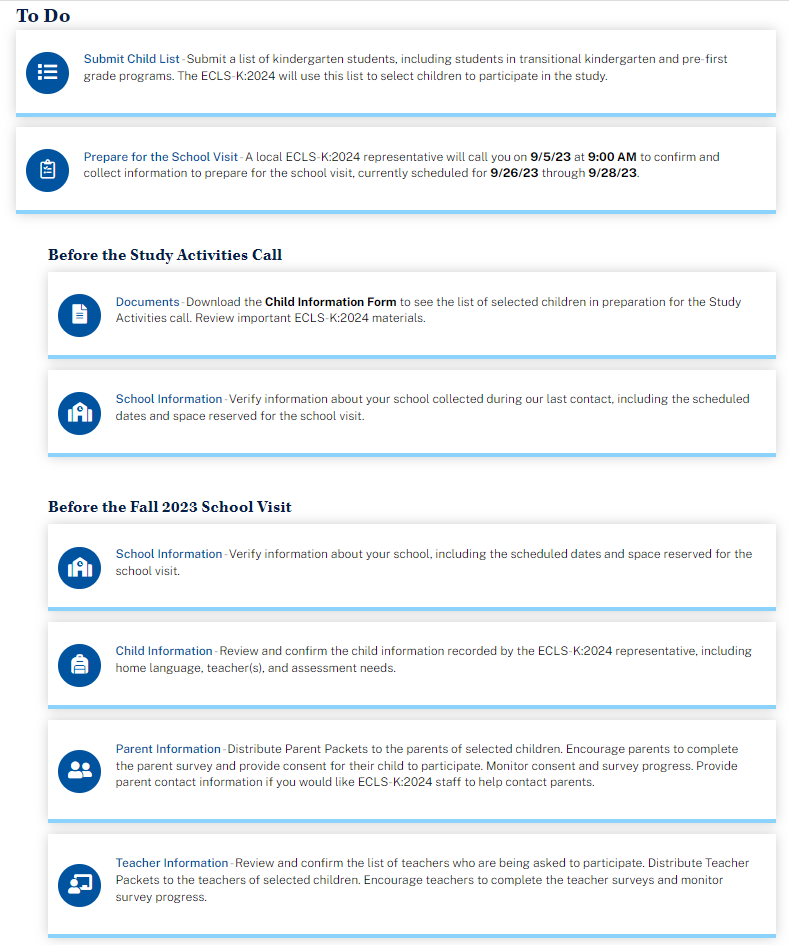 To Do
Submit Child List - Submit a list of kindergarten students, including students in transitional kindergarten and pre-first
grade programs. The ECLS-K:2024 will use this list to select children to participate in the study.
Prepare for the School Visit - A local ECLS-K:2024 representative will call you on 9/5/23 at 9:00 AM to confirm and
collect information to prepare for the school visit, currently scheduled for 9/26/23 through 9/28/23.
Before the Study Activities Call
Documents - Download the Child Information Form to see the list of selected children in preparation for the Study
Activities call. Review important ECLS-K:2024 materials.
School Information - Verify information about your school collected during our last contact, including the scheduled
dates and space reserved for the school visit.
Before the Fall 2023 School Visit
School Information - Verify information about your school, including the scheduled dates and space reserved for the
school visit.
Child Information - Review and confirm the child information recorded by the ECLS-K:2024 representative, including
home language, teacher(s), and assessment needs.
Parent Information - Distribute Parent Packets to the parents of selected children. Encourage parents to complete
the parent survey and provide consent for their child to participate. Monitor consent and survey progress. Provide
parent contact information if you would like ECLS-K:2024 staff to help contact parents.
Teacher Information - Review and confirm the list of teachers who are being asked to participate. Distribute Teacher
Packets to the teachers of selected children. Encourage teachers to complete the teacher surveys and monitor
survey progress.